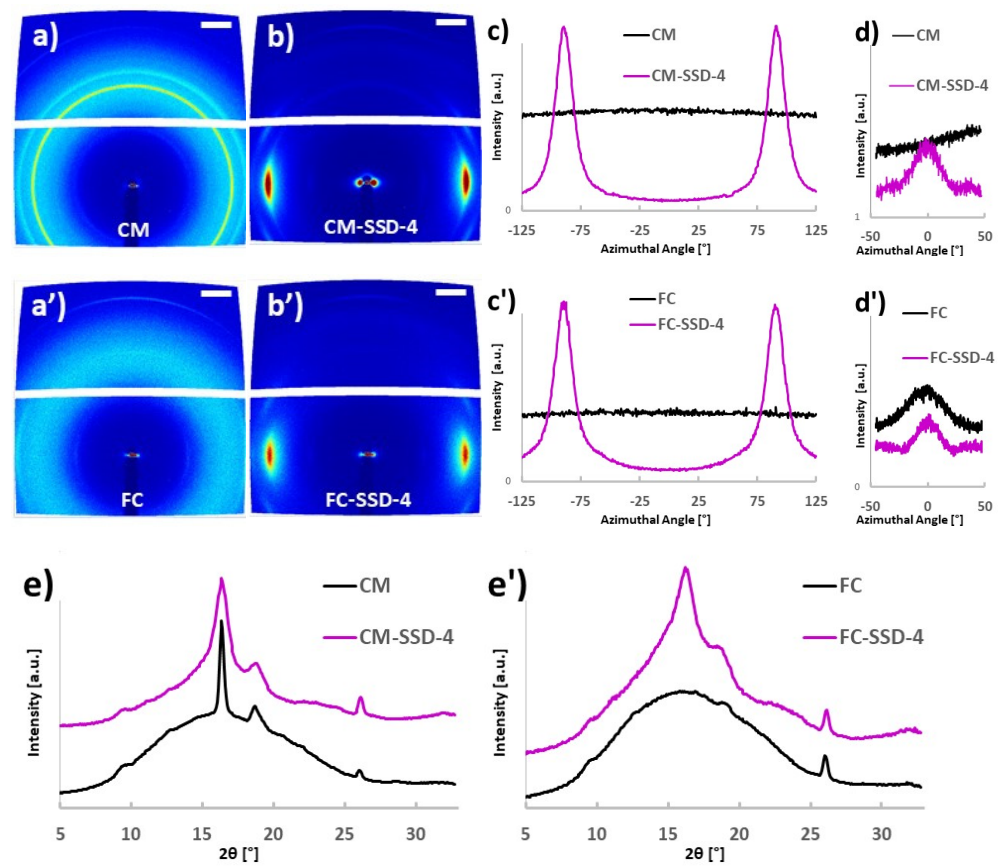 a)
CM
b)
CM-SSD-4
c)
CM
CM-SSD-4
Intensity [a.u.]
0
-125 -75 -25 25 75 125
Azimuthal Angle [°]
d)
CM
CM-SSD-4
Intensity [a.u.]
1
-50 0 50
Azimuthal Angle [°]
a')
FC
b')
FC-SSD-4
c')
FC
FC-SSD-4
Intensity [a.u.]
0
-125 -75 -25 25 75 125
Azimuthal Angle [°]
d')
FC
FC-SSD-4
Intensity [a.u.]
0
-50 0 50
Azimuthal Angle [°]
e)
CM
CM-SSD-4
Intensity [a.u.]
5 10 15 20 25 30
2θ [°]
e')
FC
FC-SSD-4
Intensity [a.u.]
5 10 15 20 25 30
2θ [°]